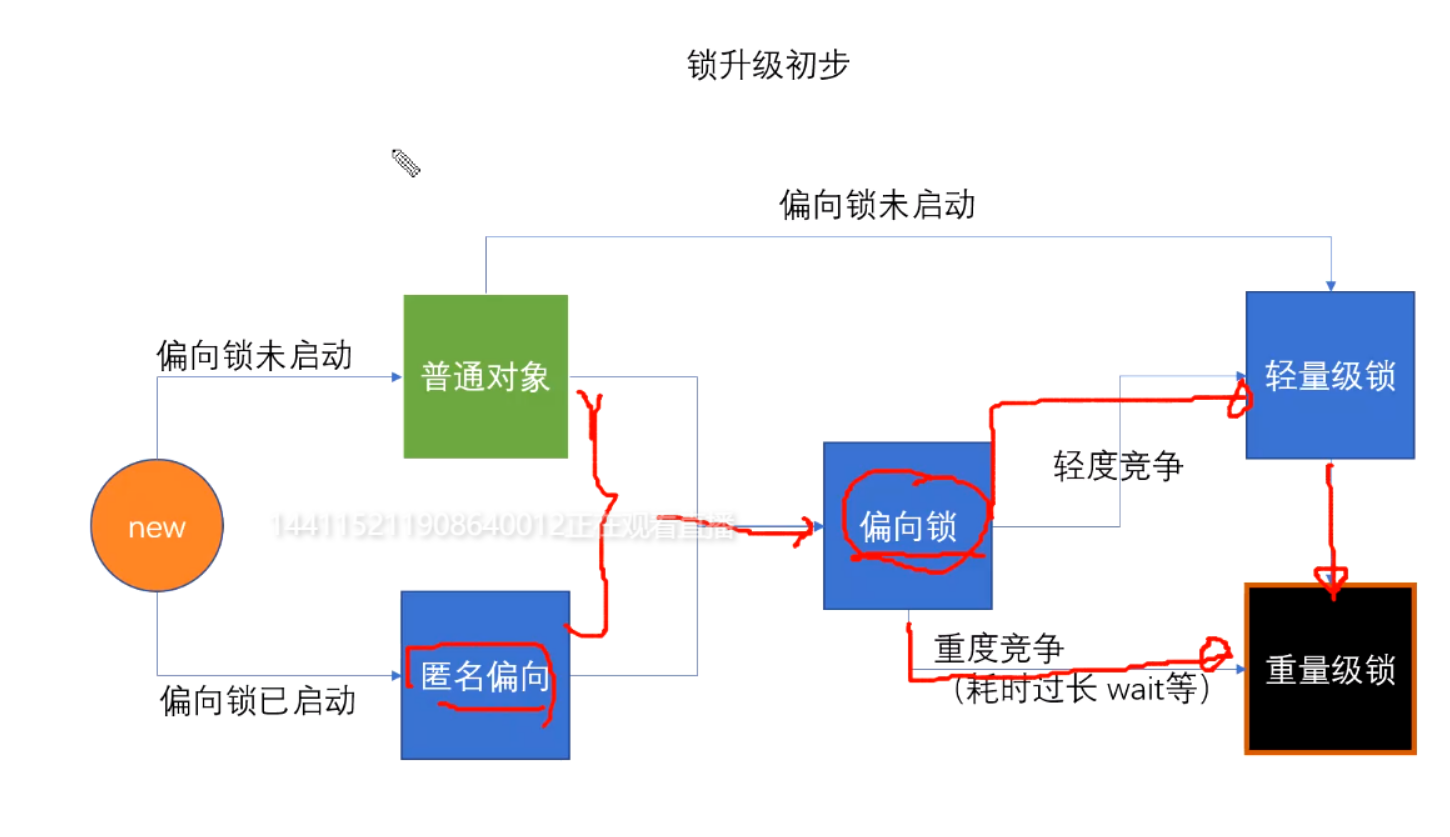 锁升级初步
偏向锁未启动
偏向锁未启动
普通对象
轻量级锁
轻度竞争
new
1441152119086400012正在观看直播
偏向锁
匿名偏向
偏向锁已启动
重度竞争
（耗时过长 wait等）
重量级锁